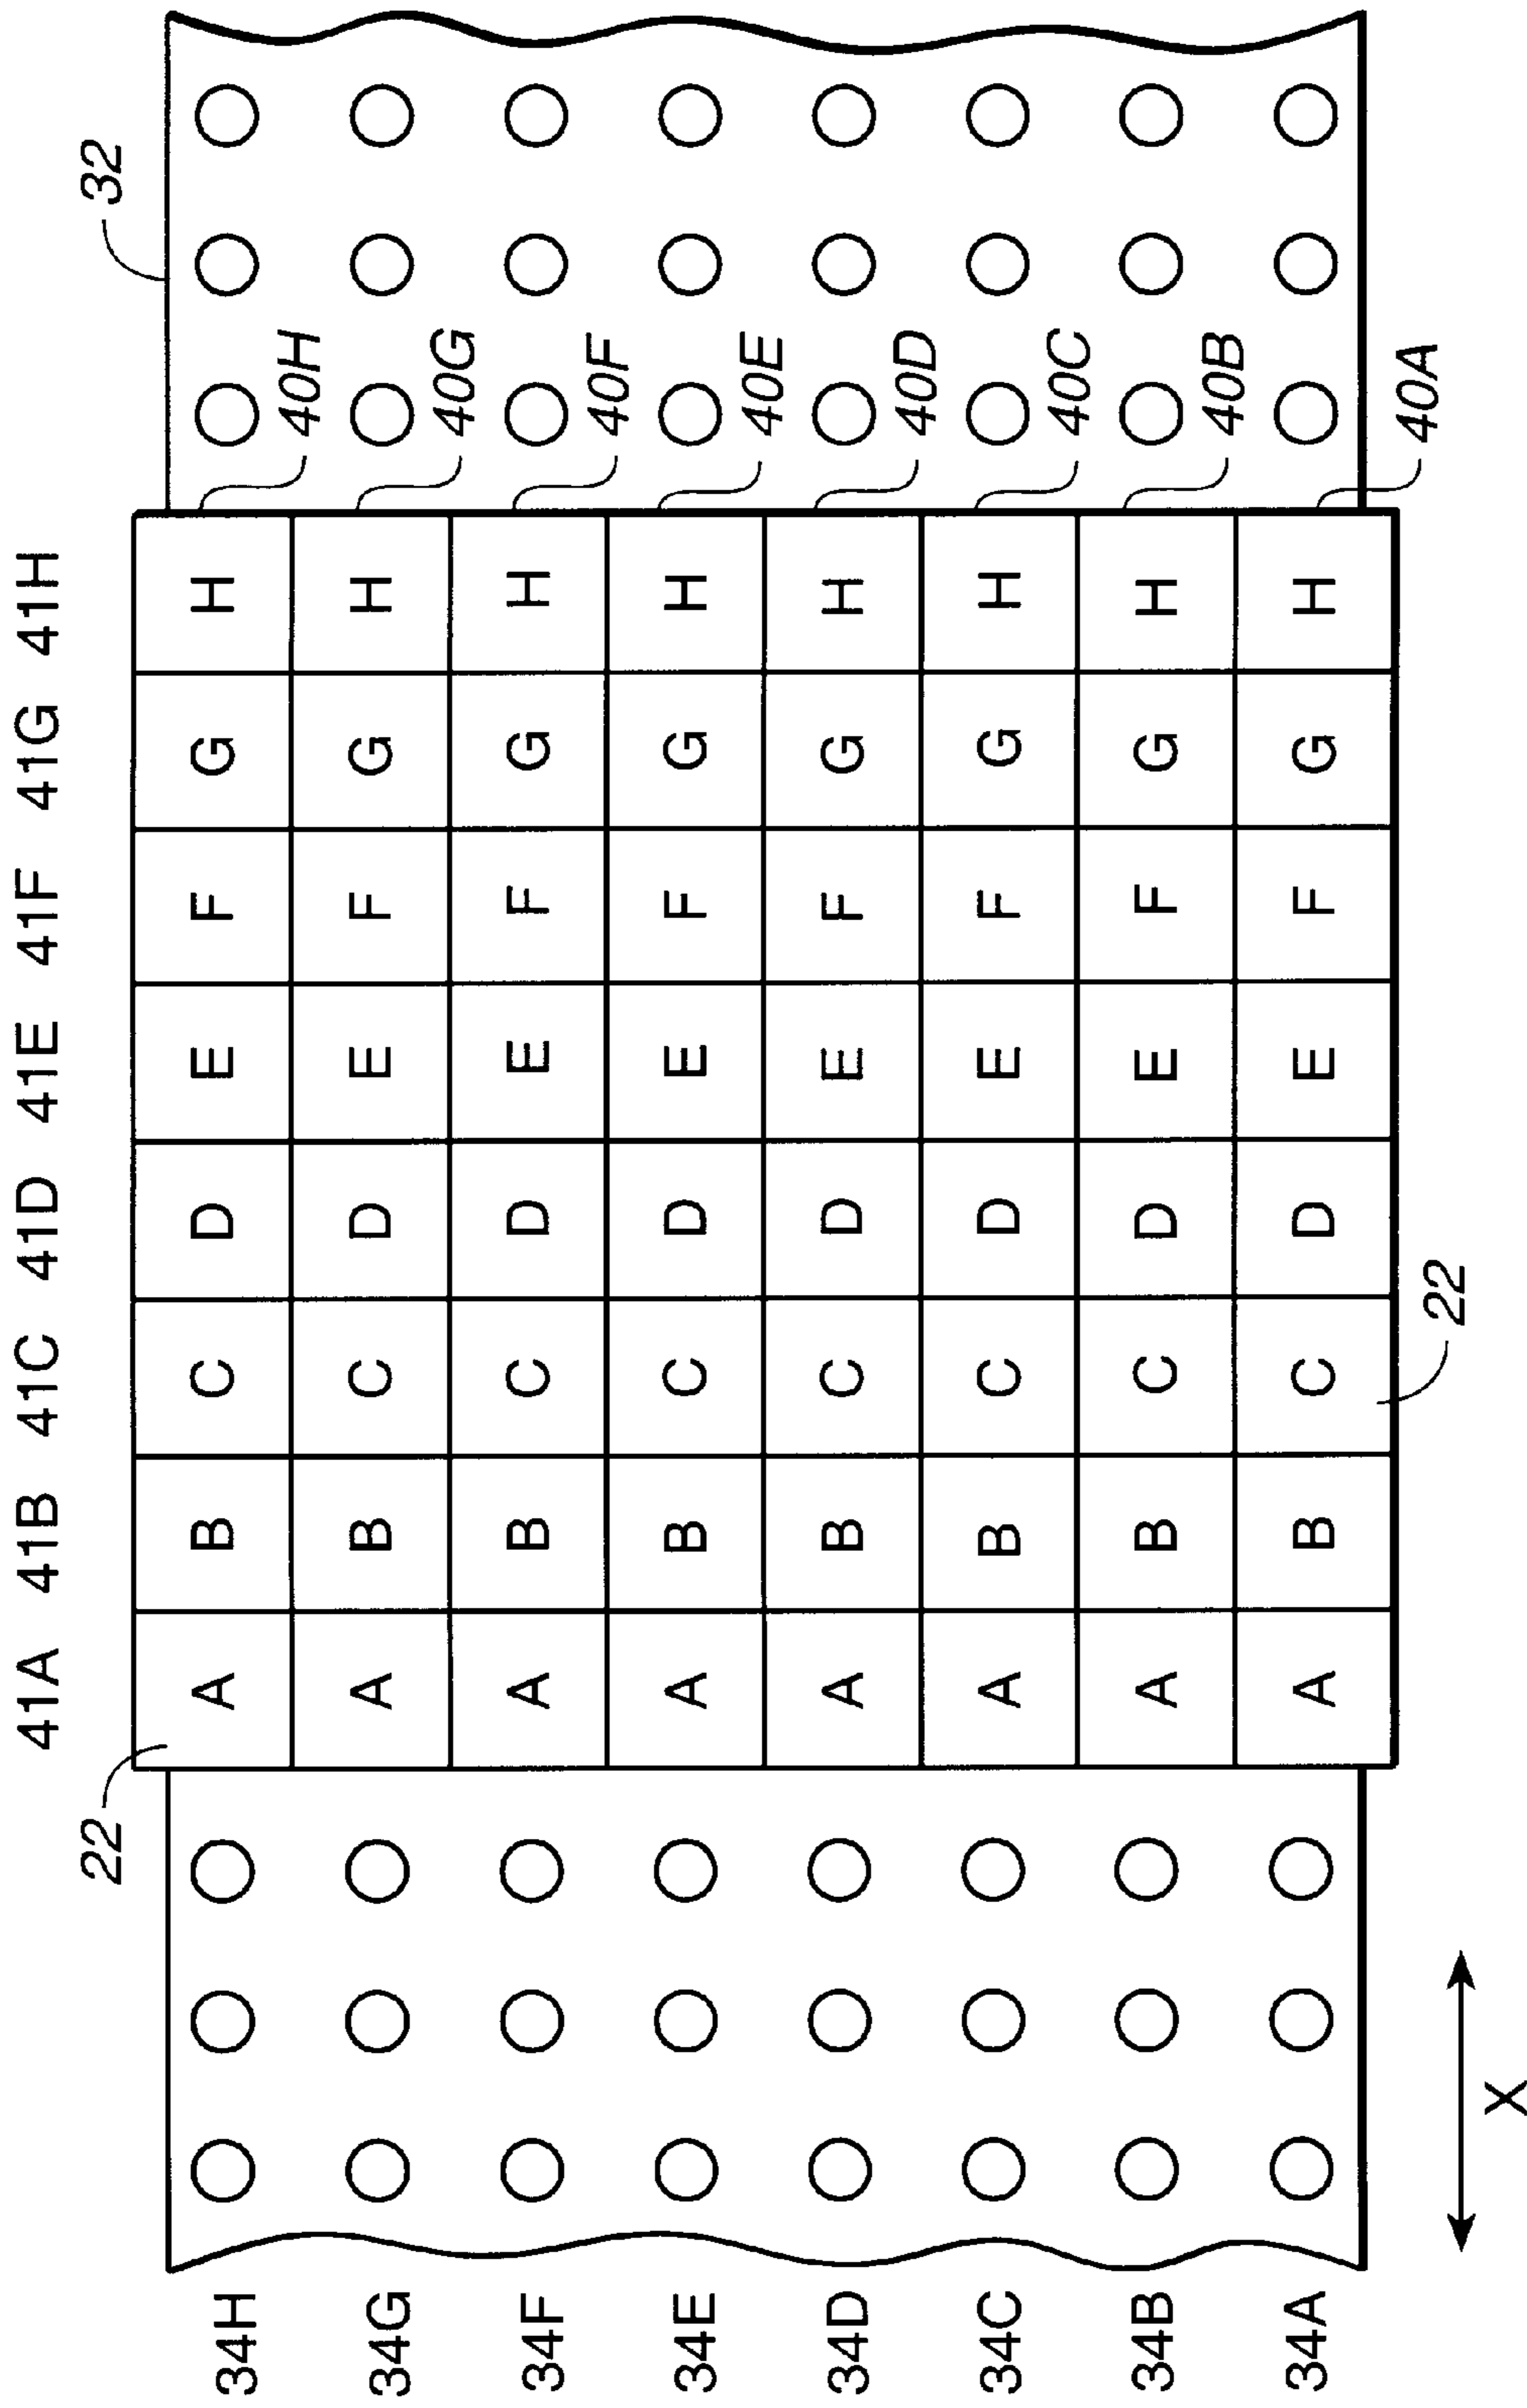 41A 41B 41C 41D 41E 41F 41G 41H
22 32
34H A B C D E F G H
40H
34G A B C D E F G H
40G
34F A B C D E F G H
40F
34E A B C D E F G H
40E
34D A B C D E F G H
40D
34C A B C D E F G H
40C
34B A B C D E F G H
40B
34A A B C D E F G H
40A
22
X